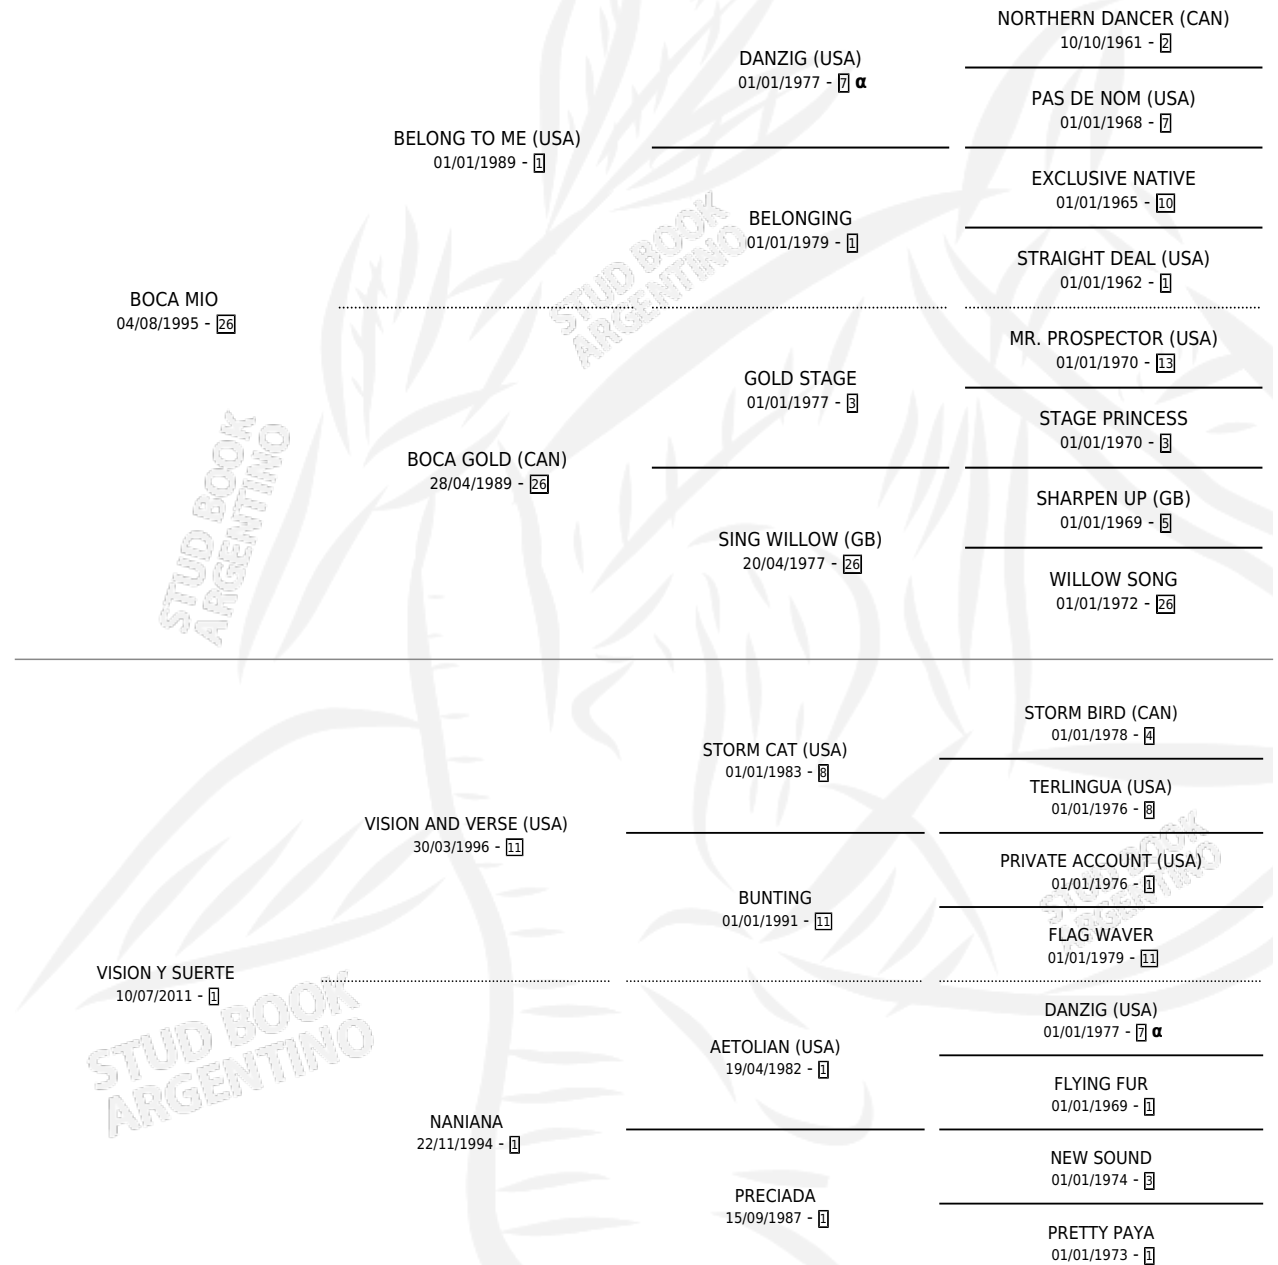 NORTHERN DANCER (CAN)
10/10/1961 - 2
DANZIG (USA)
01/01/1977 - 7 α
PAS DE NOM (USA)
01/01/1968 - 7
BELONG TO ME (USA)
01/01/1989 - 1
EXCLUSIVE NATIVE
01/01/1965 - 10
BELONGING
01/01/1979 - 1
STRAIGHT DEAL (USA)
01/01/1962 - 1
BOCA MIO
04/08/1995 - 26
MR. PROSPECTOR (USA)
01/01/1970 - 13
GOLD STAGE
01/01/1977 - 3
STAGE PRINCESS
01/01/1970 - 3
BOCA GOLD (CAN)
28/04/1989 - 26
SHARPEN UP (GB)
01/01/1969 - 5
SING WILLOW (GB)
20/04/1977 - 26
WILLOW SONG
01/01/1972 - 26
STUD BOOK
ARGENTINO
STUD BOOK
ARGENTINO
STORM BIRD (CAN)
01/01/1978 - 4
STORM CAT (USA)
01/01/1983 - 8
TERLINGUA (USA)
01/01/1976 - 8
VISION AND VERSE (USA)
30/03/1996 - 11
PRIVATE ACCOUNT (USA)
01/01/1976 - 1
BUNTING
01/01/1991 - 11
FLAG WAVER
01/01/1979 - 11
VISION Y SUERTE
10/07/2011 - 1
DANZIG (USA)
01/01/1977 - 7 α
AETOLIAN (USA)
19/04/1982 - 1
FLYING FUR
01/01/1969 - 1
NANIANA
22/11/1994 - 1
NEW SOUND
01/01/1974 - 3
PRECIADA
15/09/1987 - 1
PRETTY PAYA
01/01/1973 - 1
STUD BOOK
ARGENTINO
STUD BOOK
ARGENTINO